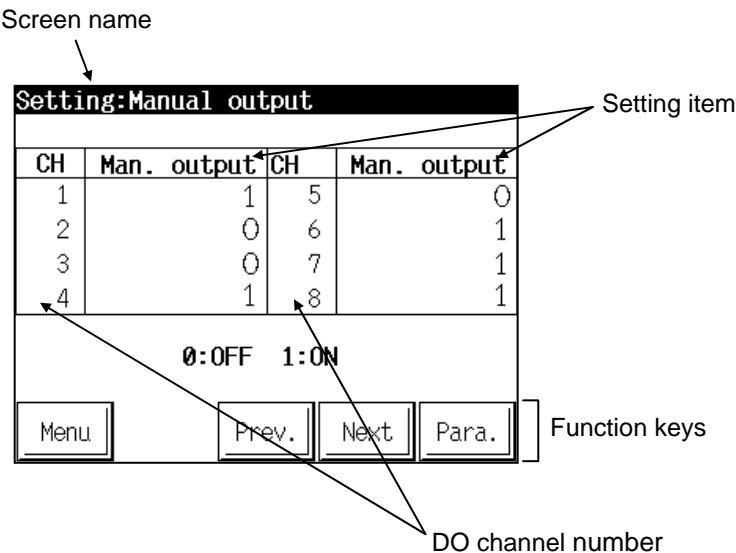 Screen name
Setting:Manual output
Setting item
CH Man. output CH Man. output
1 1 5 0
2 0 6 1
3 0 7 1
4 1 8 1
0:OFF 1:ON
Menu Prev. Next Para.
Function keys
DO channel number